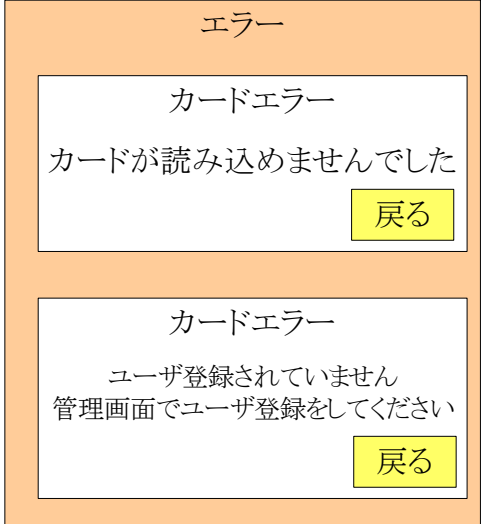 エラー
カードエラー
カードが読み込めませんでした
戻る
カードエラー
ユーザ登録されていません
管理画面でユーザ登録をしてください
戻る